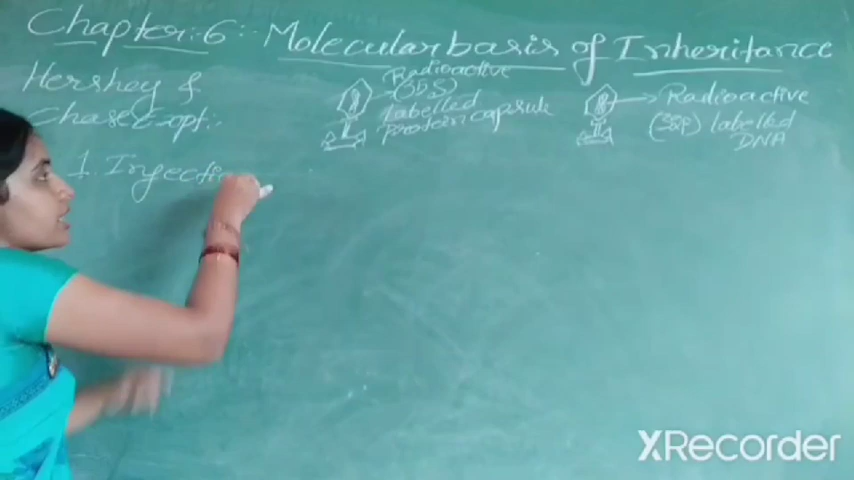 Chapter:-6:- Molecular basis of Inheritance
Hershey &
Chase Expt:-
Radioactive
(35S)
Labelled
Protein capsule
Radioactive
(32P) labelled
DNA
1. Injecti
XRecorder